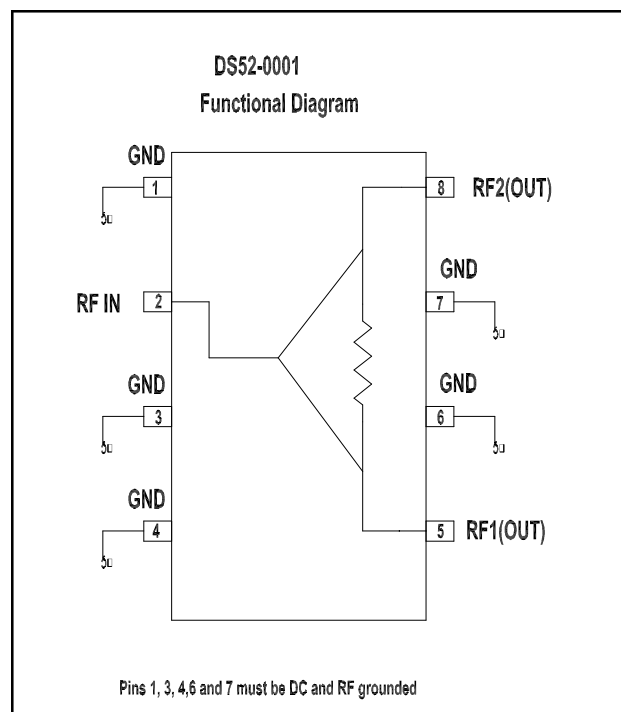 DS52-0001
Functional Diagram
GND
1
8
RF2(OUT)
GND
RF IN
2
7
GND
GND
3
6
GND
4
5
RF1(OUT)
Pins 1, 3, 4,6 and 7 must be DC and RF grounded